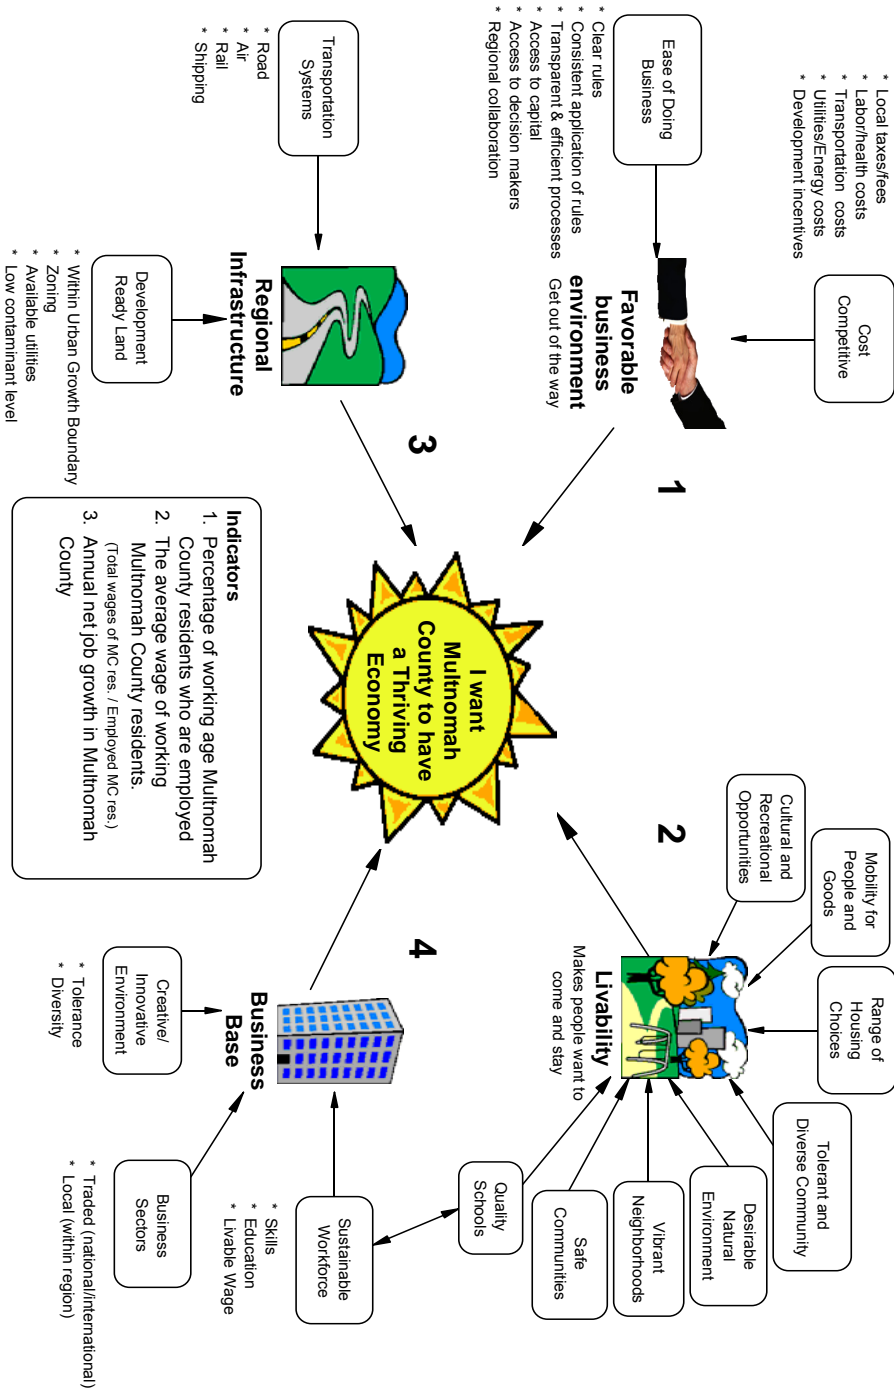 * Local taxes/fees
* Labor/health costs
* Transportation costs
* Utilities/Energy costs
* Development incentives
Cost
Competitive
Ease of Doing
Business
* Clear rules
* Consistent application of rules
* Transparent & efficient processes
* Access to capital
* Access to decision makers
* Regional collaboration
Favorable
business
environment
Get out of the way
1
Mobility for
People and
Goods
Range of
Housing
Choices
Tolerant and
Diverse Community
Cultural and
Recreational
Opportunities
Desirable
Natural
Environment
Vibrant
Neighborhoods
Safe
Communities
Quality
Schools
Livability
Makes people want to
come and stay
2
I want
Multnomah
County to have
a Thriving
Economy
Transportation
Systems
* Road
* Air
* Rail
* Shipping
Regional
Infrastructure
3
Development
Ready Land
* Within Urban Growth Boundary
* Zoning
* Available utilities
* Low contaminant level
4
Business
Base
Sustainable
Workforce
* Skills
* Education
* Livable Wage
Creative/
Innovative
Environment
* Tolerance
* Diversity
Business
Sectors
* Traded (national/international)
* Local (within region)
Indicators
1. Percentage of working age Multnomah
County residents who are employed
2. The average wage of working
Multnomah County residents.
(Total wages of MC res. / Employed MC res.)
3. Annual net job growth in Multnomah
County